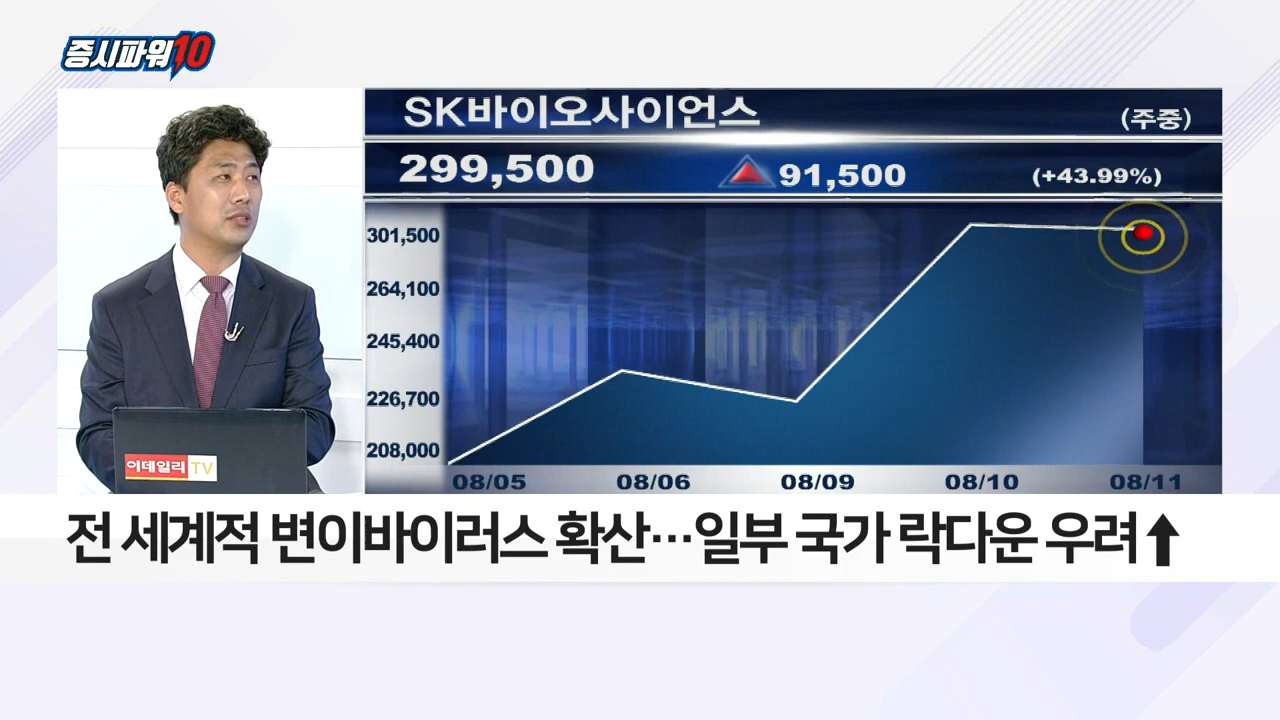 증시파워10
SK바이오사이언스 (주중)
299,500 ▲ 91,500 (+43.99%)
301,500
264,100
245,400
226,700
208,000
08/05 08/06 08/09 08/10 08/11
이데일리 TV
전 세계적 변이바이러스 확산…일부 국가 락다운 우려↑